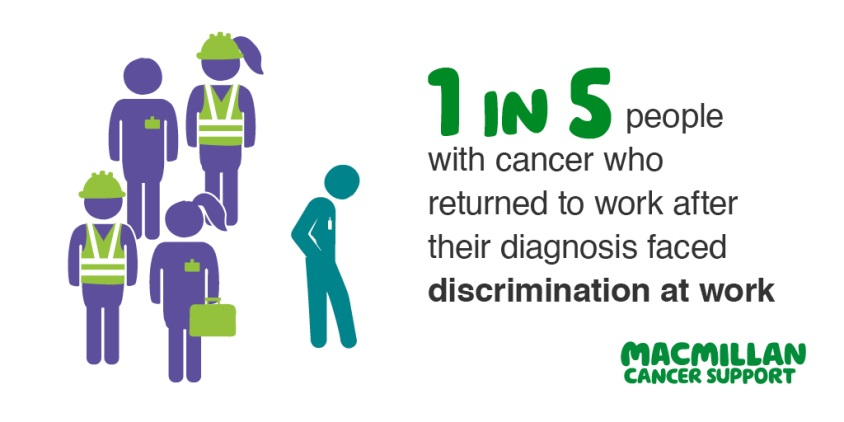 1 IN 5 people
with cancer who
returned to work after
their diagnosis faced
discrimination at work
MACMILLAN
CANCER SUPPORT